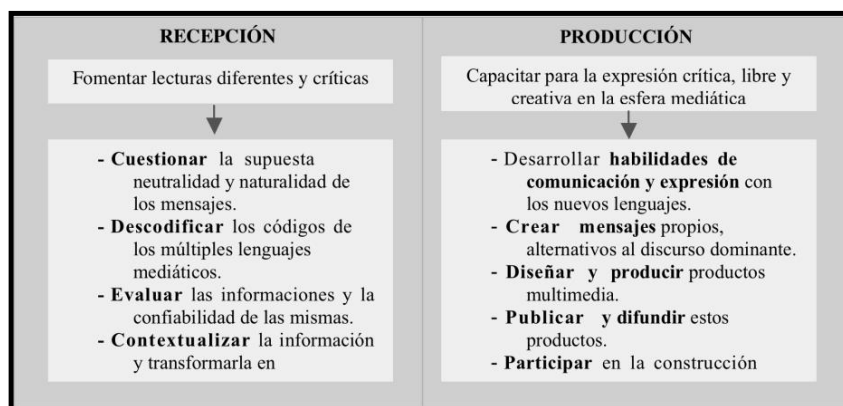 RECEPCIÓN
Fomentar lecturas diferentes y críticas
- Cuestionar la supuesta
neutralidad y naturalidad de
los mensajes.
- Descodificar los códigos de
los múltiples lenguajes
mediáticos.
- Evaluar las informaciones y la
confiabilidad de las mismas.
- Contextualizar la información
y transformarla en
PRODUCCIÓN
Capacitar para la expresión crítica, libre y
creativa en la esfera mediática
- Desarrollar habilidades de
comunicación y expresión con
los nuevos lenguajes.
- Crear mensajes propios,
alternativos al discurso dominante.
- Diseñar y producir productos
multimedia.
- Publicar y difundir estos
productos.
- Participar en la construcción